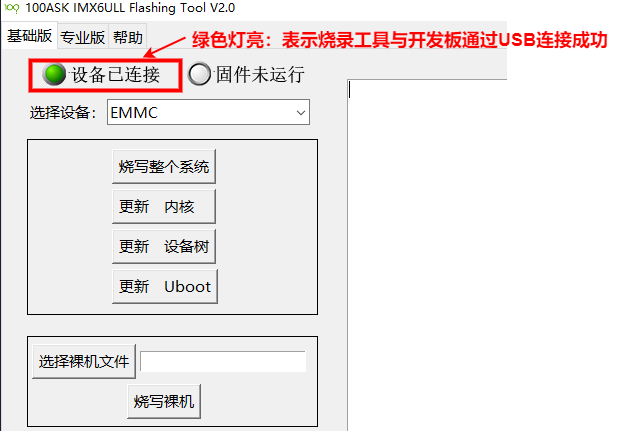 100ASK IMX6ULL Flashing Tool V2.0
基础版 专业版 帮助
绿色灯亮：表示烧录工具与开发板通过USB连接成功
设备已连接 固件未运行
选择设备： EMMC
烧写整个系统
更新 内核
更新 设备树
更新 Uboot
选择裸机文件
烧写裸机